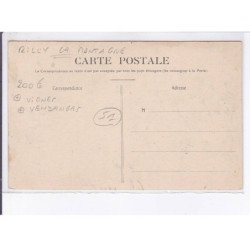 RILLY LA MONTAGNE
CARTE POSTALE
La Correspondance au recto n'est pas acceptée par tous les pays étrangers (Se renseigner à la Poste)
200€
Correspondance
Adresse
+ VIGNES
+ VENDANGES
51